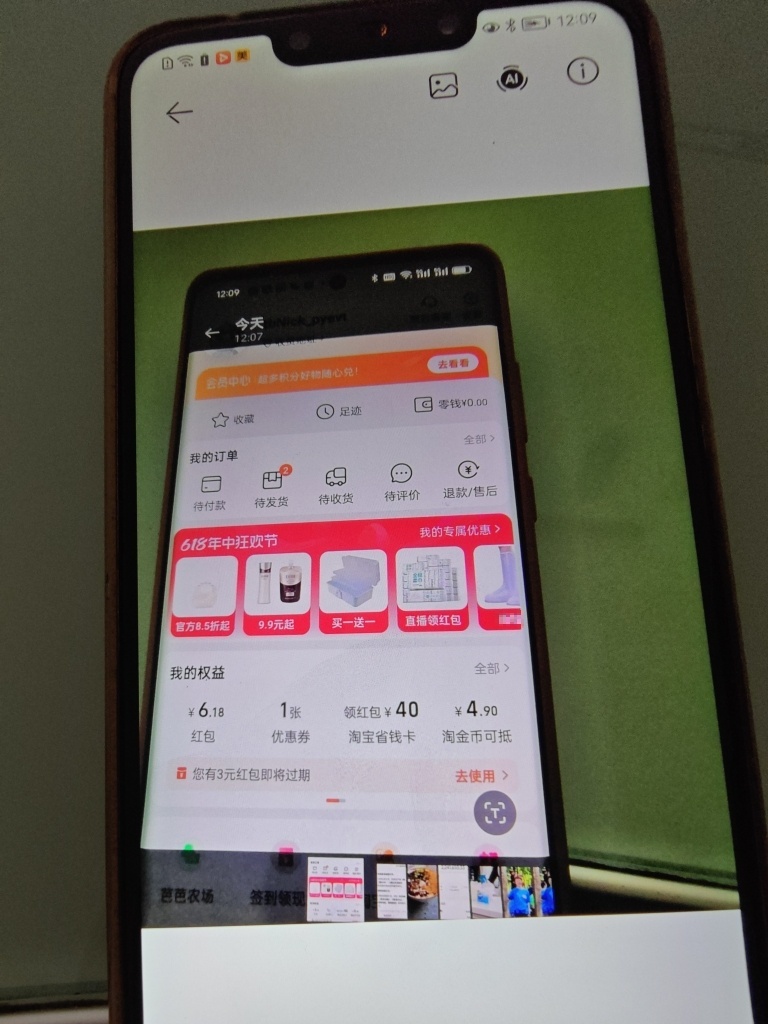 美
12:09
AI
12:09
今天
Nick_pyevt
12:07
会员中心 超多积分好物随心兑!
去看看
收藏
足迹
零钱¥0.00
我的订单
全部
2
待付款
待发货
待收货
待评价
退款/售后
618年中狂欢节
我的专属优惠
官方8.5折起
9.9元起
买一送一
直播领红包
我的权益
全部
¥6.18
1张
领红包¥40
¥4.90
红包
优惠券
淘宝省钱卡
淘金币可抵
您有3元红包即将过期
去使用
T
芭芭农场
签到领现